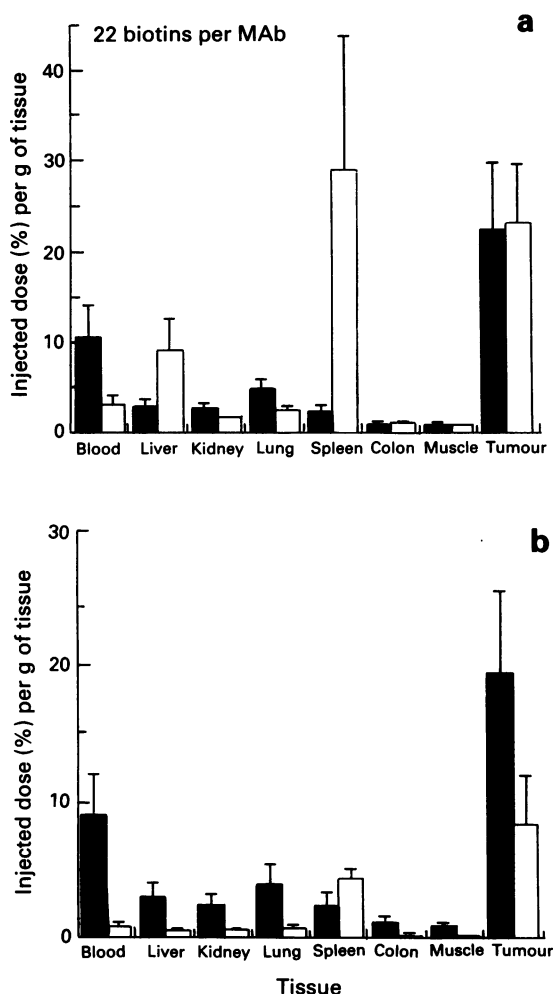 22 biotins per MAb
a
Injected dose (%) per g of tissue
40
30
20
10
0
Blood Liver Kidney Lung Spleen Colon Muscle Tumour
b
Injected dose (%) per g of tissue
30
20
10
0
Blood Liver Kidney Lung Spleen Colon Muscle Tumour
Tissue